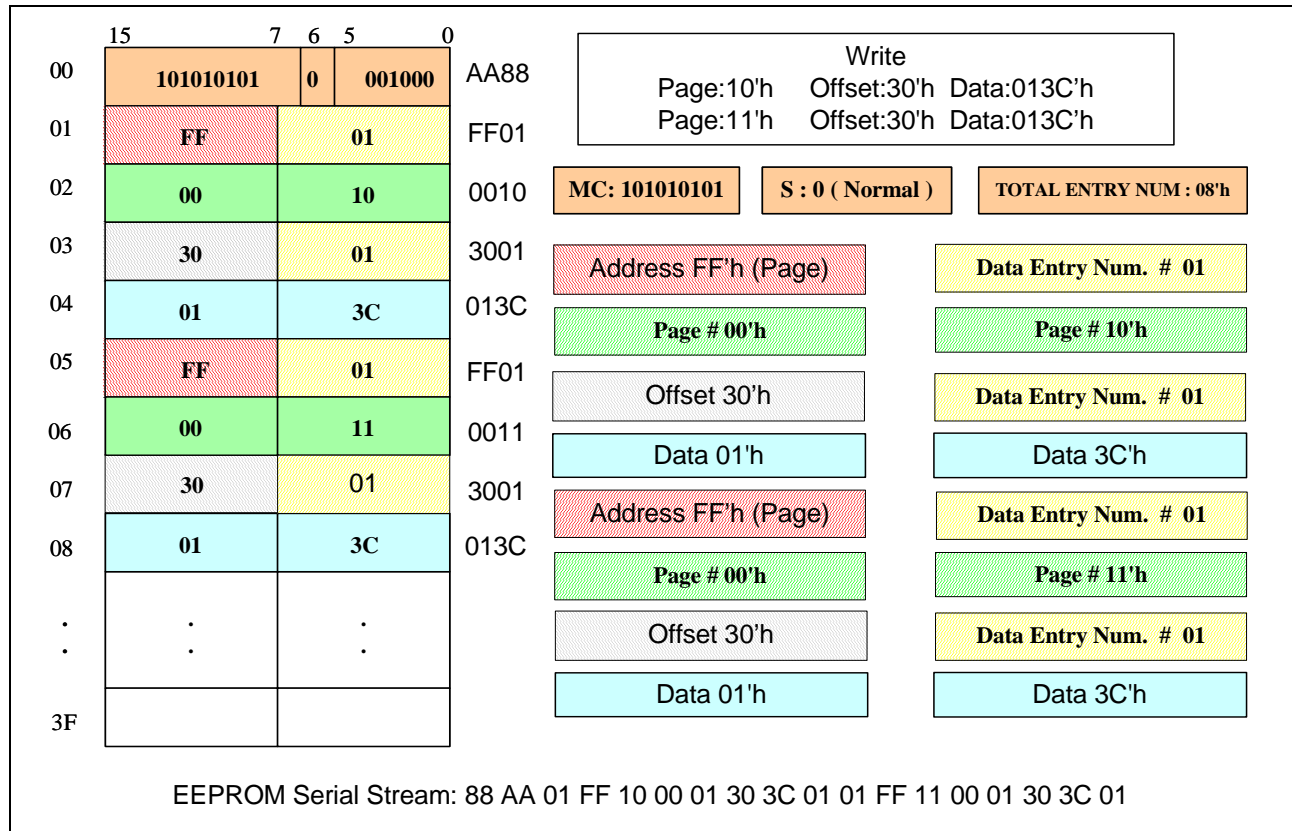 15 7 6 5 0
00 101010101 0 001000 AA88
01 FF 01 FF01
02 00 10 0010
03 30 01 3001
04 01 3C 013C
05 FF 01 FF01
06 00 11 0011
07 30 01 3001
08 01 3C 013C
. . .
. . .
3F
Write
Page:10'h Offset:30'h Data:013C’h
Page:11'h Offset:30'h Data:013C’h
MC: 101010101 S : 0 ( Normal ) TOTAL ENTRY NUM : 08'h
Address FF’h (Page) Data Entry Num. # 01
Page # 00'h Page # 10'h
Offset 30’h Data Entry Num. # 01
Data 01'h Data 3C'h
Address FF’h (Page) Data Entry Num. # 01
Page # 00'h Page # 11'h
Offset 30’h Data Entry Num. # 01
Data 01'h Data 3C'h
EEPROM Serial Stream: 88 AA 01 FF 10 00 01 30 3C 01 01 FF 11 00 01 30 3C 01